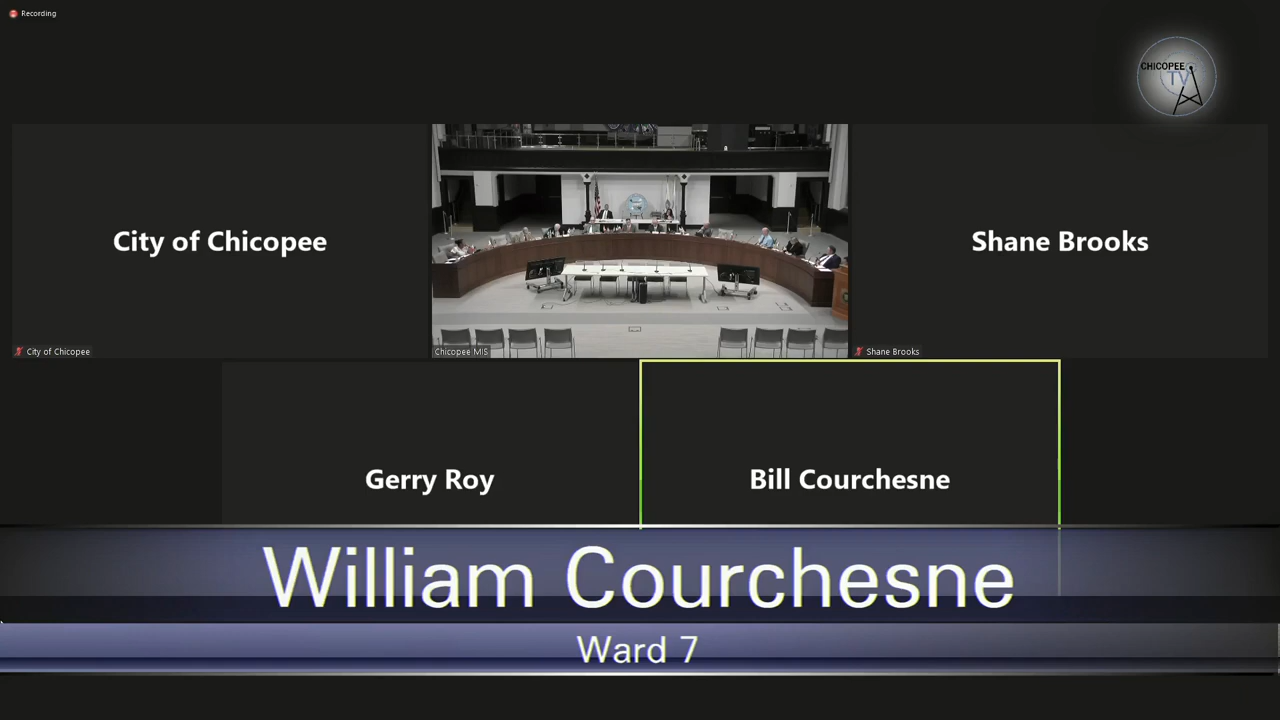 Recording
CHICOPEE
TV
City of Chicopee
Shane Brooks
City of Chicopee
Chicopee MIS
Shane Brooks
Gerry Roy
Bill Courchesne
William Courchesne
Ward 7